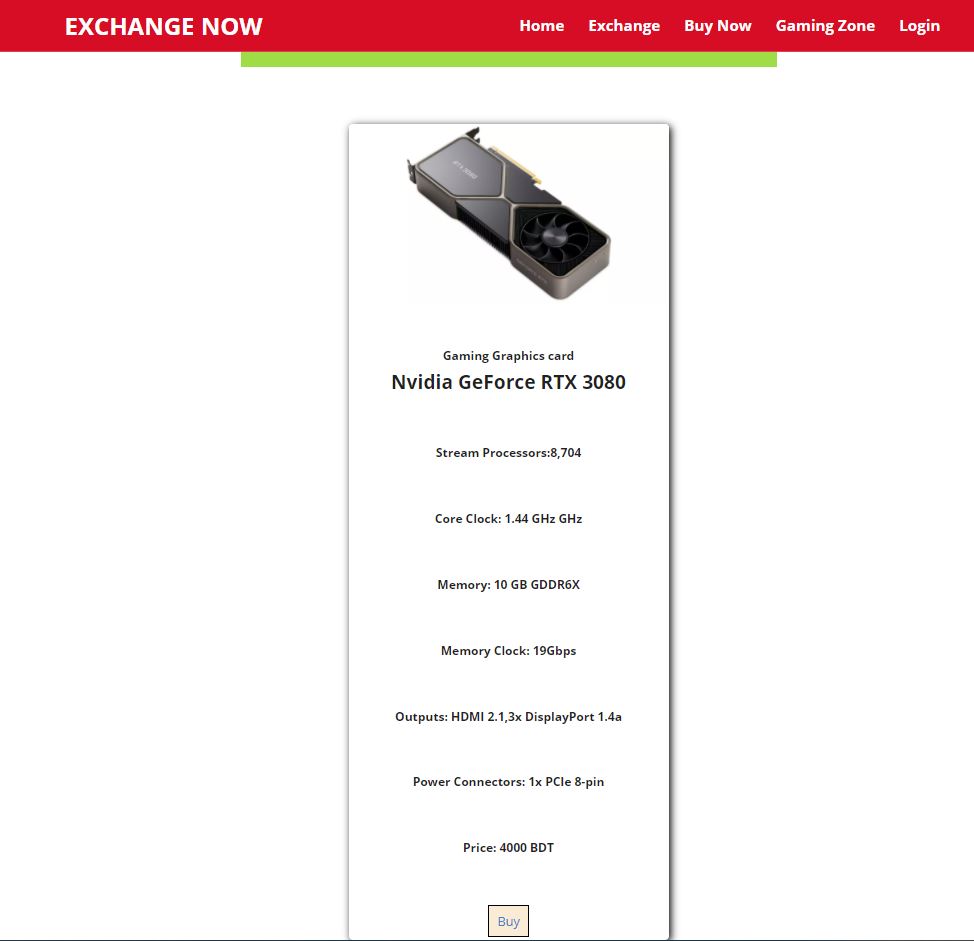 EXCHANGE NOW
Home Exchange Buy Now Gaming Zone Login
RTX 3080
Gaming Graphics card
Nvidia GeForce RTX 3080
Stream Processors:8,704
Core Clock: 1.44 GHz GHz
Memory: 10 GB GDDR6X
Memory Clock: 19Gbps
Outputs: HDMI 2.1,3x DisplayPort 1.4a
Power Connectors: 1x PCIe 8-pin
Price: 4000 BDT
Buy